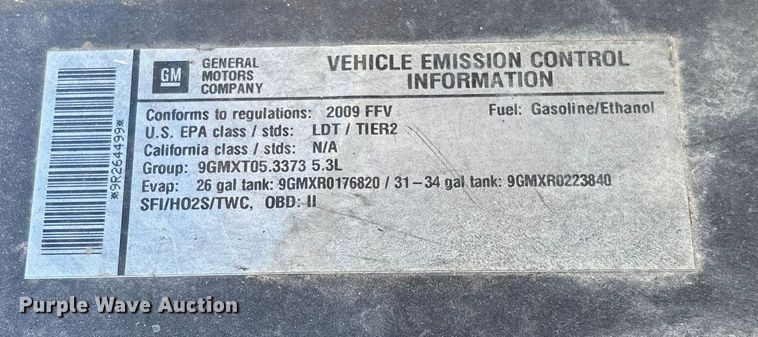 GM
GENERAL
MOTORS
COMPANY
VEHICLE EMISSION CONTROL
INFORMATION
Conforms to regulations: 2009 FFV Fuel: Gasoline/Ethanol
U.S. EPA class / stds: LDT / TIER2
California class / stds: N/A
Group: 9GMXT05.3373 5.3L
Evap: 26 gal tank: 9GMXR0176820 / 31-34 gal tank: 9GMXR0223840
SFI/HO2S/TWC, OBD: II
*9R264499*
Purple Wave Auction